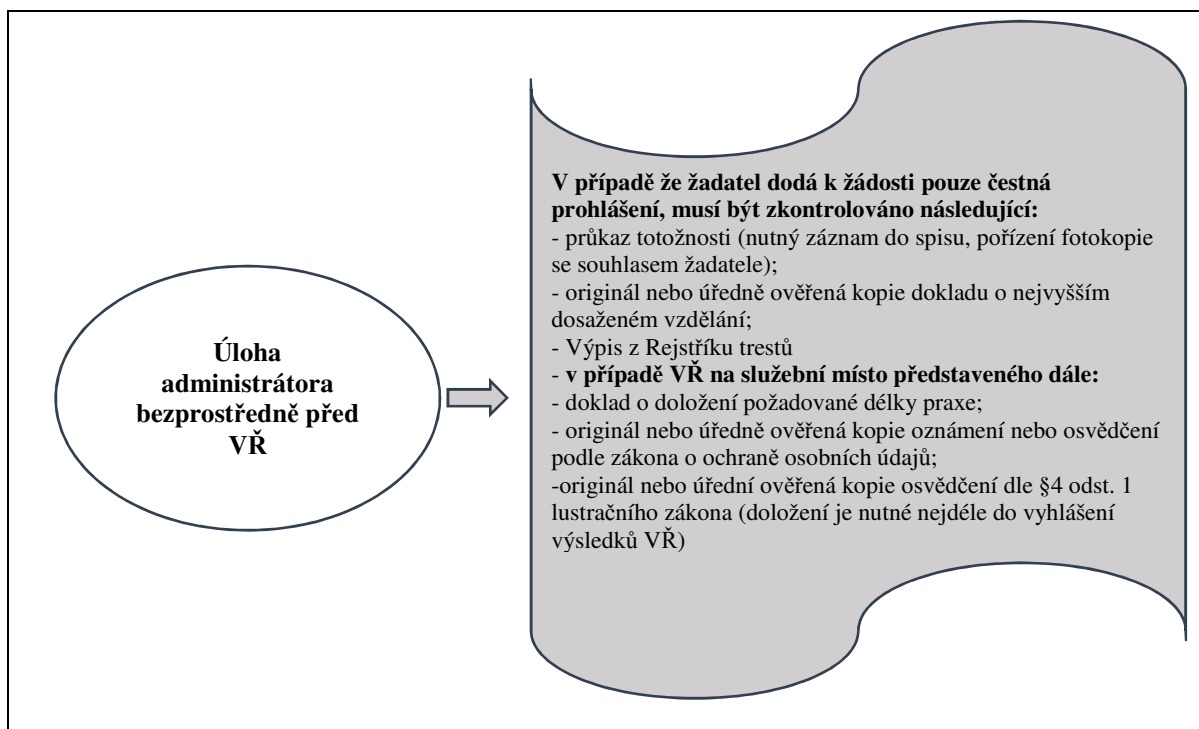 Úloha
administrátora
bezprostředně před
VŘ
V případě že žadatel dodá k žádosti pouze čestná
prohlášení, musí být zkontrolováno následující:
- průkaz totožnosti (nutný záznam do spisu, pořízení fotokopie
se souhlasem žadatele);
- originál nebo úředně ověřená kopie dokladu o nejvyšším
dosaženém vzdělání;
- Výpis z Rejstříku trestů
- v případě VŘ na služební místo představeného dále:
- doklad o doložení požadované délky praxe;
- originál nebo úředně ověřená kopie oznámení nebo osvědčení
podle zákona o ochraně osobních údajů;
-originál nebo úřední ověřená kopie osvědčení dle §4 odst. 1
lustračního zákona (doložení je nutné nejdéle do vyhlášení
výsledků VŘ)